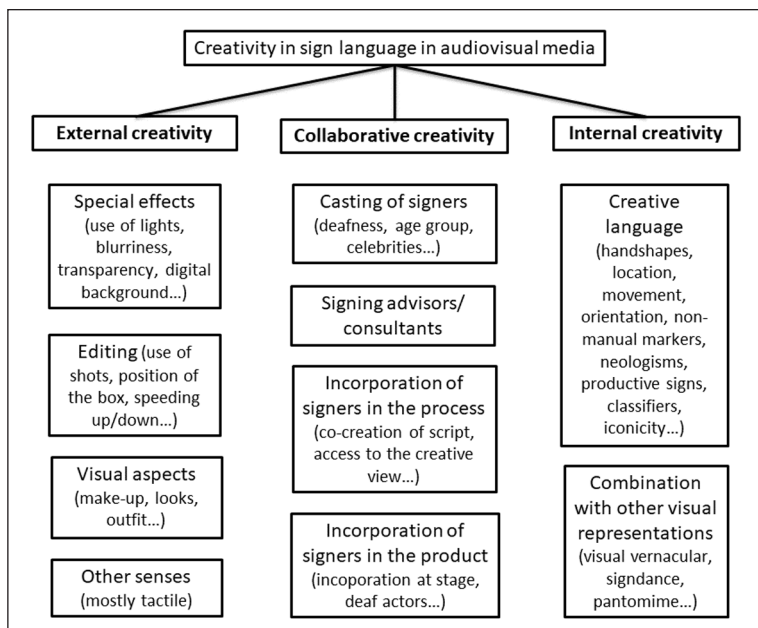 Creativity in sign language in audiovisual media
External creativity
Special effects
(use of lights,
blurriness,
transparency, digital
background...)
Editing (use of
shots, position of
the box, speeding
up/down...)
Visual aspects
(make-up, looks,
outfit...)
Other senses
(mostly tactile)
Collaborative creativity
Casting of signers
(deafness, age group,
celebrities...)
Signing advisors/
consultants
Incorporation of
signers in the process
(co-creation of script,
access to the creative
view...)
Incorporation of
signers in the product
(incoporation at stage,
deaf actors...)
Internal creativity
Creative
language
(handshapes,
location,
movement,
orientation, non-
manual markers,
neologisms,
productive signs,
classifiers,
iconicity...)
Combination
with other visual
representations
(visual vernacular,
signdance,
pantomime...)